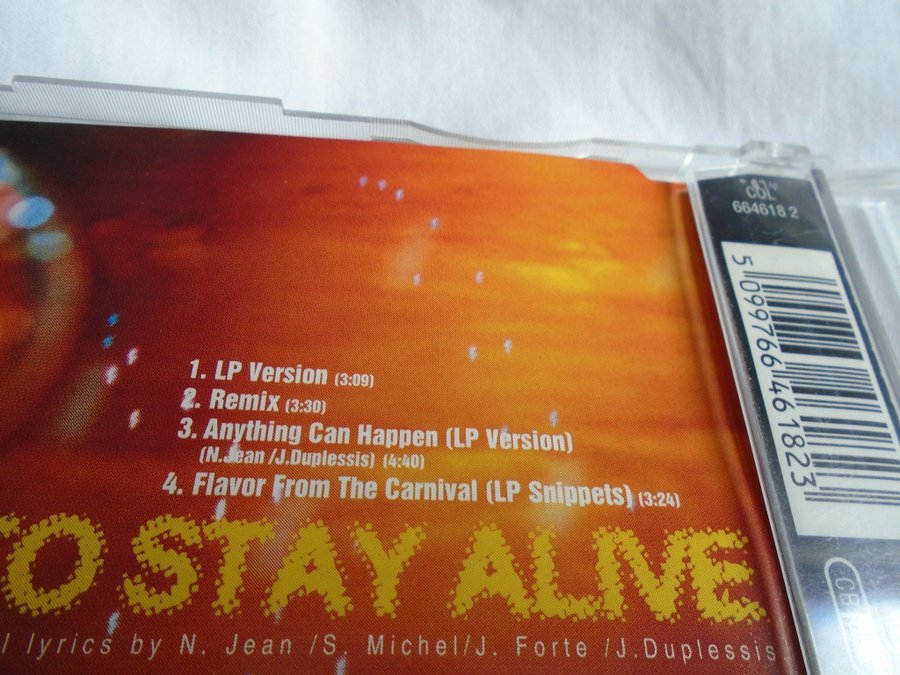 1. LP Version (3:09)
2. Remix (3:30)
3. Anything Can Happen (LP Version)
(N.Jean /J.Duplessis) (4:40)
4. Flavor From The Carnival (LP Snippets) (3:24)
TO STAY ALIVE
lyrics by N. Jean /S. Michel/J. Forte /J.Duplessis
COL
664618 2
5 099766 461823